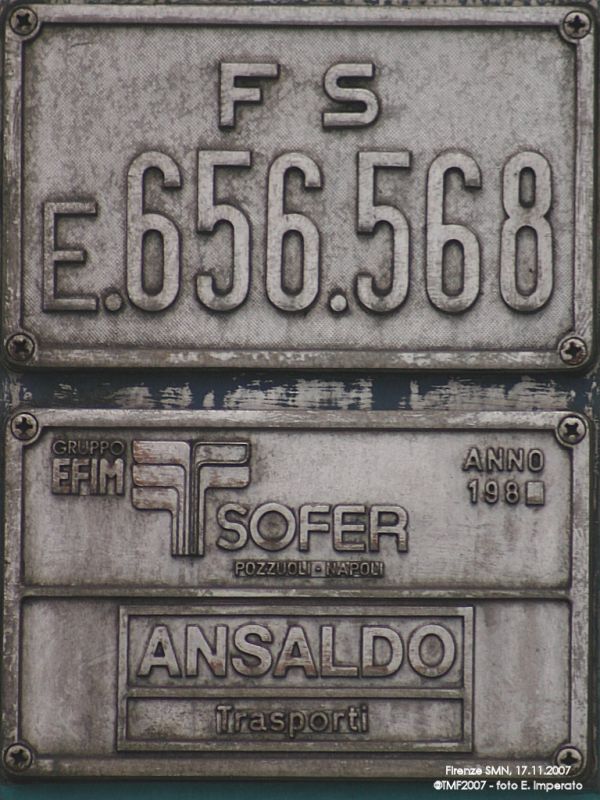 FS
E.656.568
GRUPPO
EFIM
SOFER
POZZUOLI - NAPOLI
ANNO
198
ANSALDO
Trasporti
Firenze SMN, 17.11.2007
©TMF2007 - foto E. Imperato